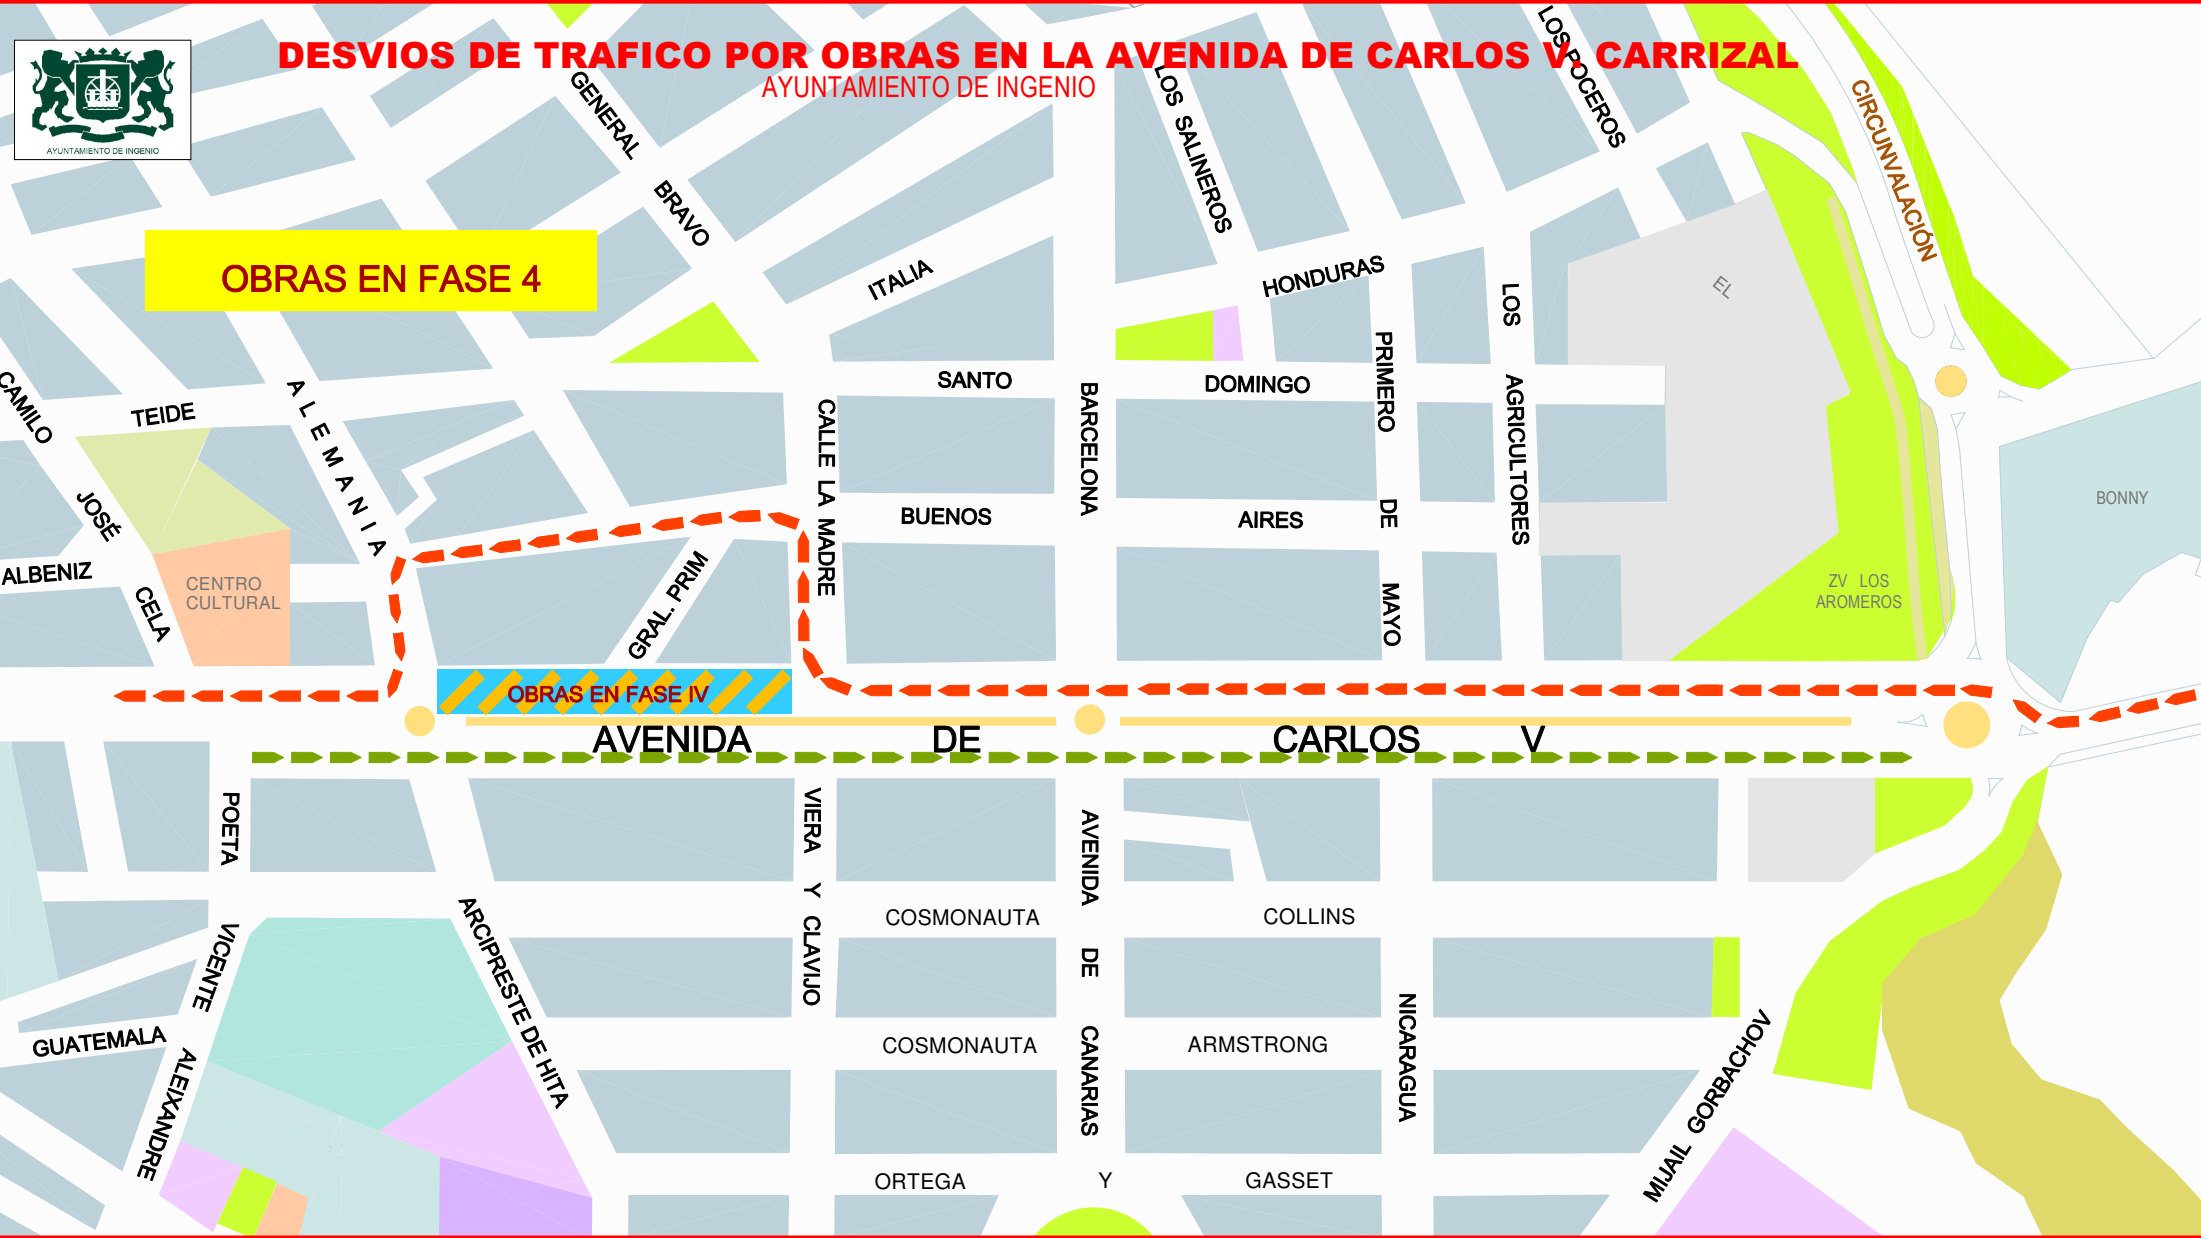 DESVIOS DE TRAFICO POR OBRAS EN LA AVENIDA DE CARLOS V. CARRIZAL
AYUNTAMIENTO DE INGENIO
AYUNTAMIENTO DE INGENIO
OBRAS EN FASE 4
GENERAL BRAVO
LOS SALINEROS
LOS POCEROS
CIRCUNVALACIÓN
ITALIA
HONDURAS
EL
LOS AGRICULTORES
PRIMERO DE MAYO
SANTO DOMINGO
BARCELONA
CALLE LA MADRE
CAMILO JOSÉ CELA
TEIDE
ALEMANIA
BUENOS AIRES
BONNY
ALBENIZ
CENTRO
CULTURAL
GRAL. PRIM
ZV LOS
AROMEROS
OBRAS EN FASE IV
AVENIDA DE CARLOS V
POETA VICENTE ALEIXANDRE
VIERA Y CLAVIJO
AVENIDA DE CANARIAS
ARCIPRESTE DE HITA
COSMONAUTA COLLINS
NICARAGUA
GUATEMALA
COSMONAUTA ARMSTRONG
MIJAIL GORBACHOV
ORTEGA Y GASSET